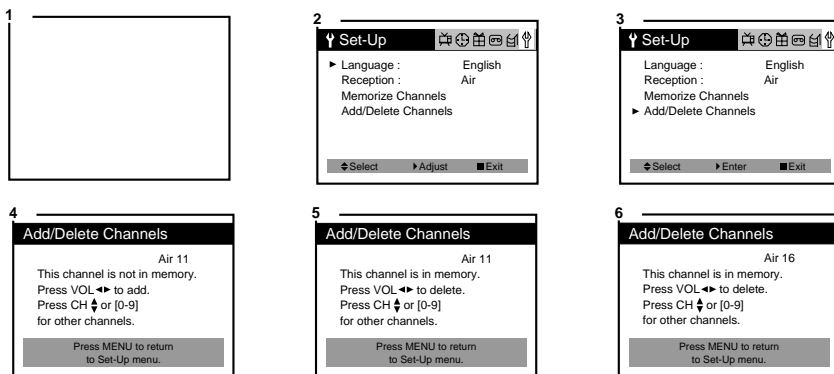 1
2
Set-Up
Language : English
Reception : Air
Memorize Channels
Add/Delete Channels
Select Adjust Exit
3
Set-Up
Language : English
Reception : Air
Memorize Channels
Add/Delete Channels
Select Enter Exit
4
Add/Delete Channels
Air 11
This channel is not in memory.
Press VOL◄► to add.
Press CH ▲▼ or [0-9]
for other channels.
Press MENU to return
to Set-Up menu.
5
Add/Delete Channels
Air 11
This channel is in memory.
Press VOL◄► to delete.
Press CH ▲▼ or [0-9]
for other channels.
Press MENU to return
to Set-Up menu.
6
Add/Delete Channels
Air 16
This channel is in memory.
Press VOL◄► to delete.
Press CH ▲▼ or [0-9]
for other channels.
Press MENU to return
to Set-Up menu.